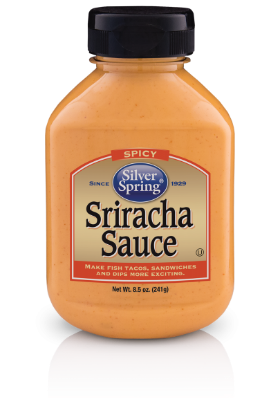 SPICY
Silver
Spring®
SINCE 1929
Sriracha
Sauce
MAKE FISH TACOS, SANDWICHES
AND DIPS MORE EXCITING.
Net Wt. 8.5 oz. (241g)